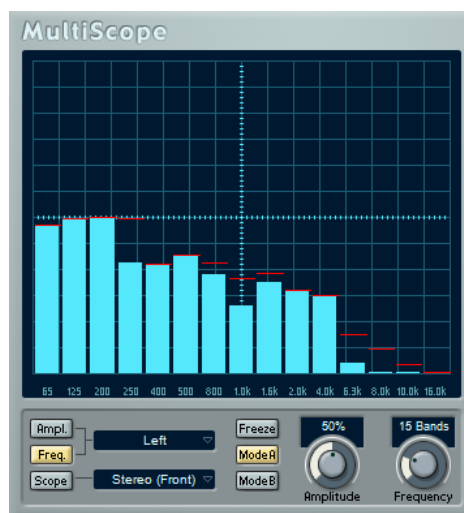 MultiScope
65 125 200 250 400 500 800 1.0k 1.6k 2.0k 4.0k 6.3k 8.0k 10.0k 16.0k
Ampl. Freeze 50% 15 Bands
Left
Freq. ModeA
Scope Stereo (Front) ModeB
Amplitude Frequency